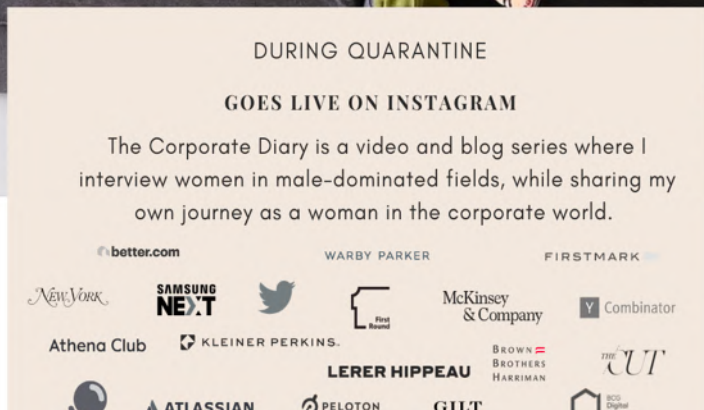 DURING QUARANTINE
GOES LIVE ON INSTAGRAM
The Corporate Diary is a video and blog series where I
interview women in male-dominated fields, while sharing my
own journey as a woman in the corporate world.
better.com
WARBY PARKER
FIRSTMARK
NEW YORK
SAMSUNG
NEXT
First
Round
McKinsey
& Company
Y Combinator
Athena Club
KLEINER PERKINS.
LERER HIPPEAU
BROWN
BROTHERS
HARRIMAN
THE CUT
ATLASSIAN
PELOTON
GILT
BCG
Digital